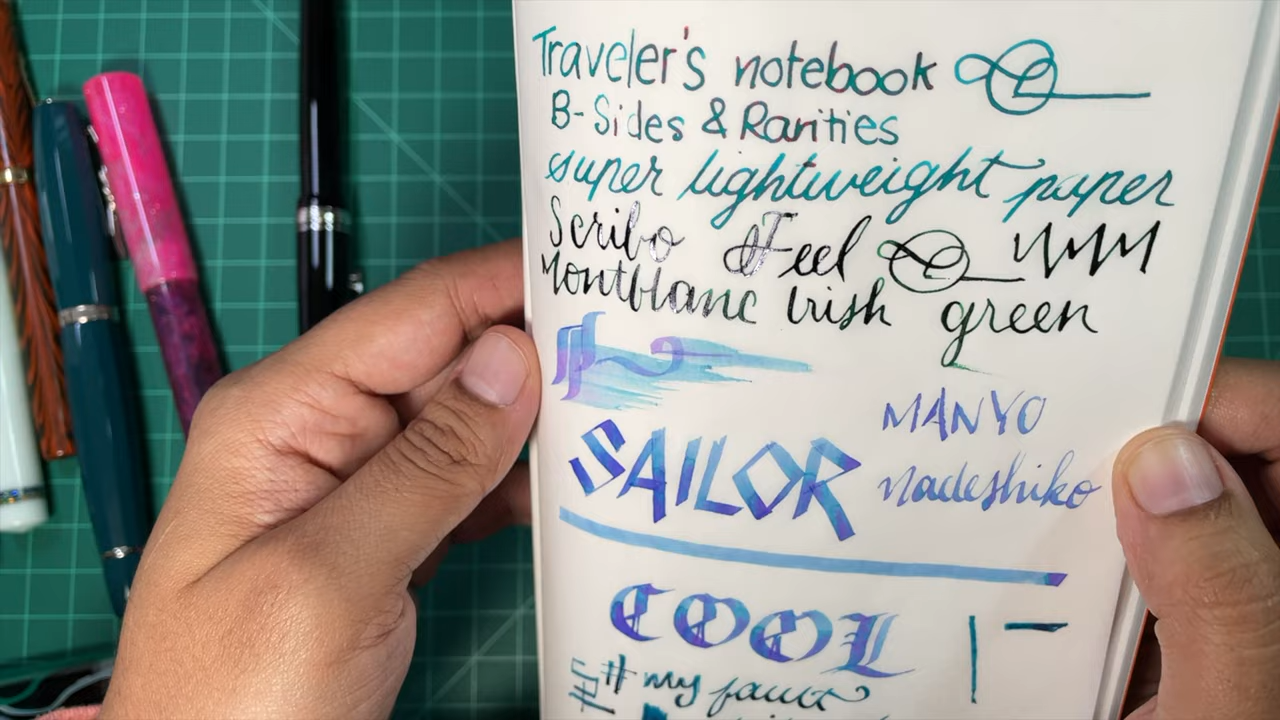 Traveler's notebook
B-Sides & Rarities
super lightweight paper
Scribo Feel
Montblanc Irish green
MANYO
SAILOR
Nadeshiko
COOL
# my fault